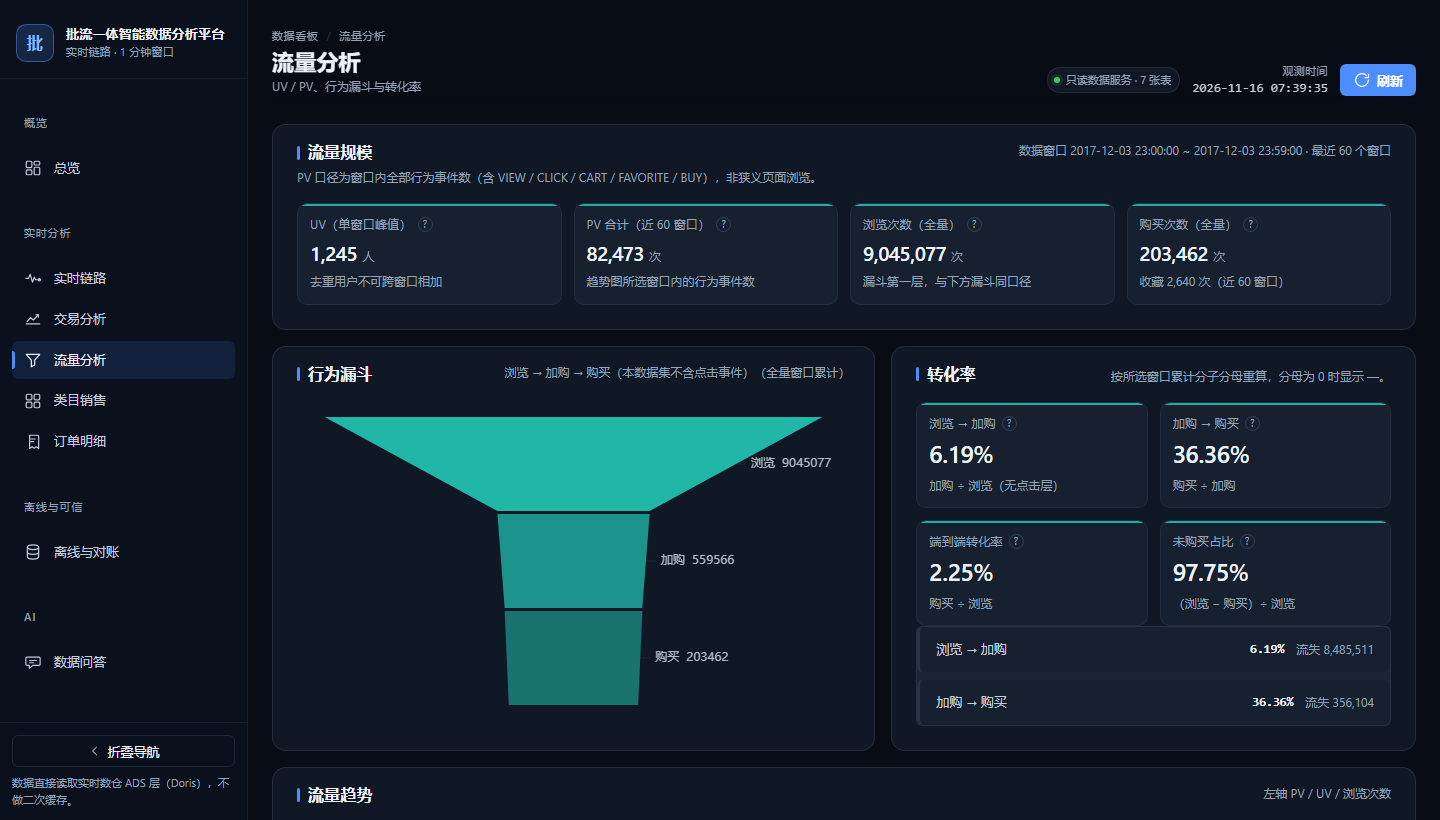 批
批流一体智能数据分析平台
实时链路 · 1 分钟窗口
概览
总览
实时分析
实时链路
交易分析
流量分析
类目销售
订单明细
离线与可信
离线与对账
AI
数据问答
折叠导航
数据直接读取实时数仓 ADS 层（Doris），不
做二次缓存。
数据看板 / 流量分析
流量分析
UV / PV、行为漏斗与转化率
只读数据服务 · 7 张表
观测时间
2026-11-16 07:39:35
刷新
流量规模
数据窗口 2017-12-03 23:00:00 ~ 2017-12-03 23:59:00 · 最近 60 个窗口
PV 口径为窗口内全部行为事件数（含 VIEW / CLICK / CART / FAVORITE / BUY），非狭义页面浏览。
UV（单窗口峰值） ?
1,245 人
去重用户不可跨窗口相加
PV 合计（近 60 窗口） ?
82,473 次
趋势图所选窗口内的行为事件数
浏览次数（全量） ?
9,045,077 次
漏斗第一层，与下方漏斗同口径
购买次数（全量） ?
203,462 次
收藏 2,640 次（近 60 窗口）
行为漏斗
浏览 → 加购 → 购买（本数据集不含点击事件）（全量窗口累计）
浏览 9045077
加购 559566
购买 203462
转化率
按所选窗口累计分子分母重算，分母为 0 时显示 —。
浏览 → 加购 ?
6.19%
加购 ÷ 浏览（无点击层）
加购 → 购买 ?
36.36%
购买 ÷ 加购
端到端转化率 ?
2.25%
购买 ÷ 浏览
未购买占比 ?
97.75%
（浏览 − 购买）÷ 浏览
浏览 → 加购 6.19% 流失 8,485,511
加购 → 购买 36.36% 流失 356,104
流量趋势
左轴 PV / UV / 浏览次数